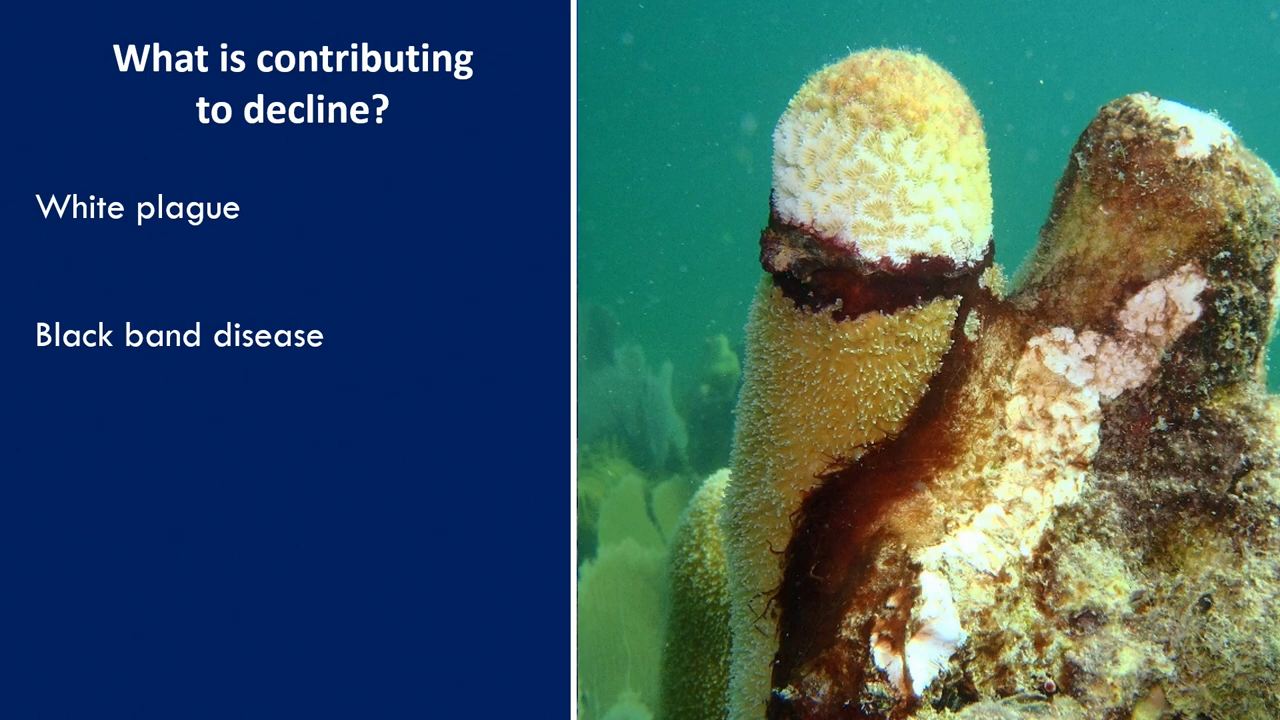 What is contributing
to decline?
White plague
Black band disease